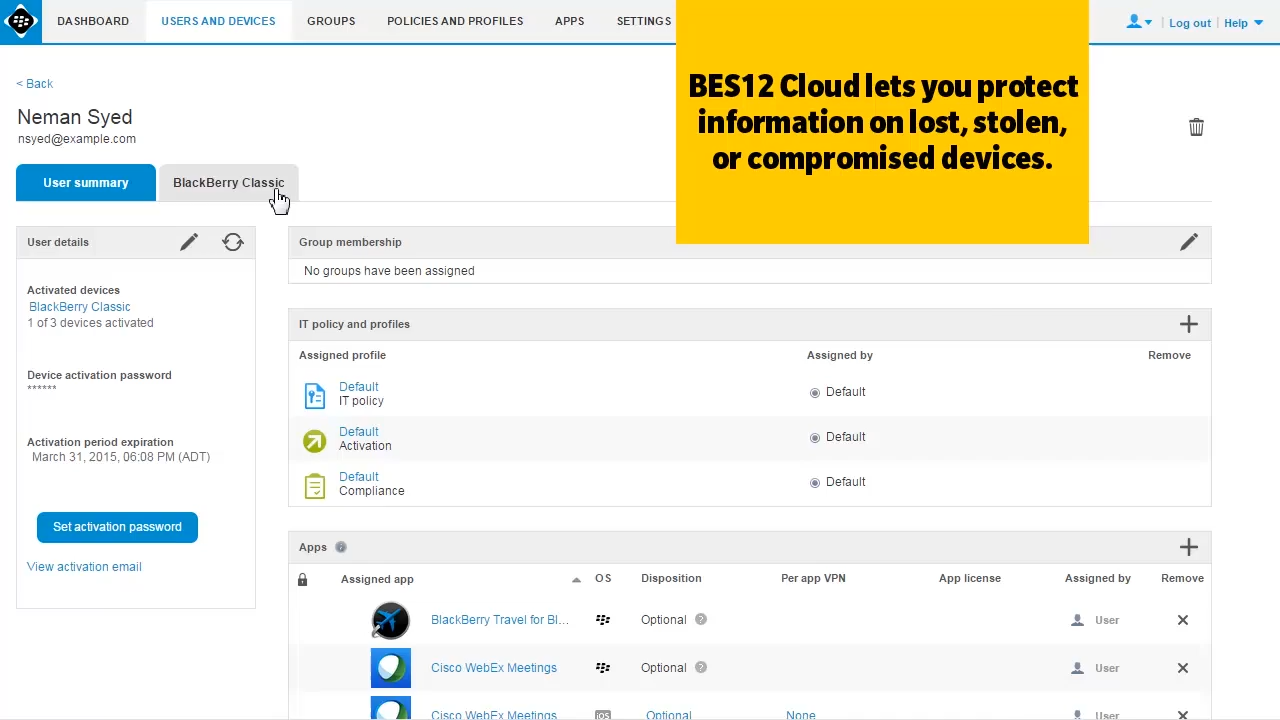 DASHBOARD USERS AND DEVICES GROUPS POLICIES AND PROFILES APPS SETTINGS Log out Help
BES12 Cloud lets you protect
information on lost, stolen,
or compromised devices.
< Back
Neman Syed
nsyed@example.com
User summary BlackBerry Classic
User details
Activated devices
BlackBerry Classic
1 of 3 devices activated
Device activation password
******
Activation period expiration
March 31, 2015, 06:08 PM (ADT)
Set activation password
View activation email
Group membership
No groups have been assigned
IT policy and profiles
Assigned profile Assigned by Remove
Default
IT policy Default
Default
Activation Default
Default
Compliance Default
Apps
Assigned app OS Disposition Per app VPN App license Assigned by Remove
BlackBerry Travel for Bl... Optional ? User
Cisco WebEx Meetings Optional ? User
Cisco WebEx Meetings iOS Optional None User